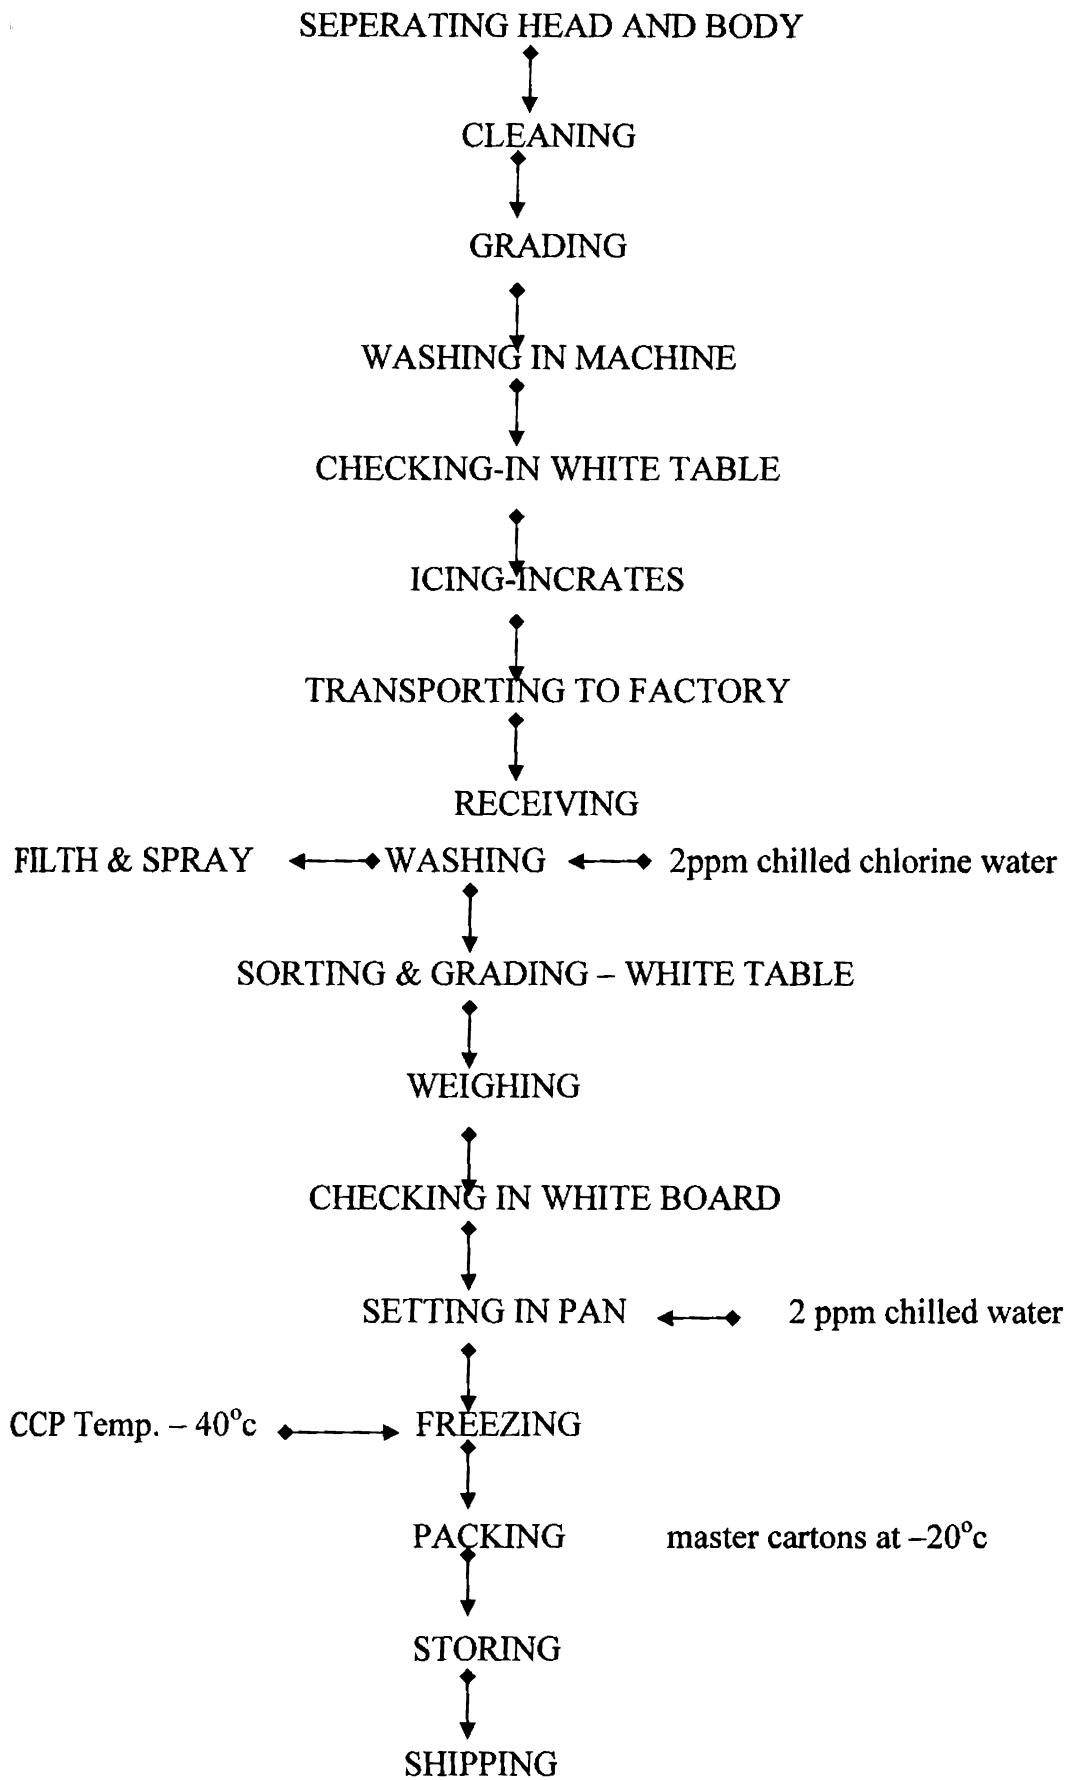 SEPERATING HEAD AND BODY
CLEANING
GRADING
WASHING IN MACHINE
CHECKING-IN WHITE TABLE
ICING-INCRATES
TRANSPORTING TO FACTORY
RECEIVING
FILTH & SPRAY WASHING 2ppm chilled chlorine water
SORTING & GRADING – WHITE TABLE
WEIGHING
CHECKING IN WHITE BOARD
SETTING IN PAN 2 ppm chilled water
CCP Temp. – 40°c FREEZING
PACKING master cartons at –20°c
STORING
SHIPPING